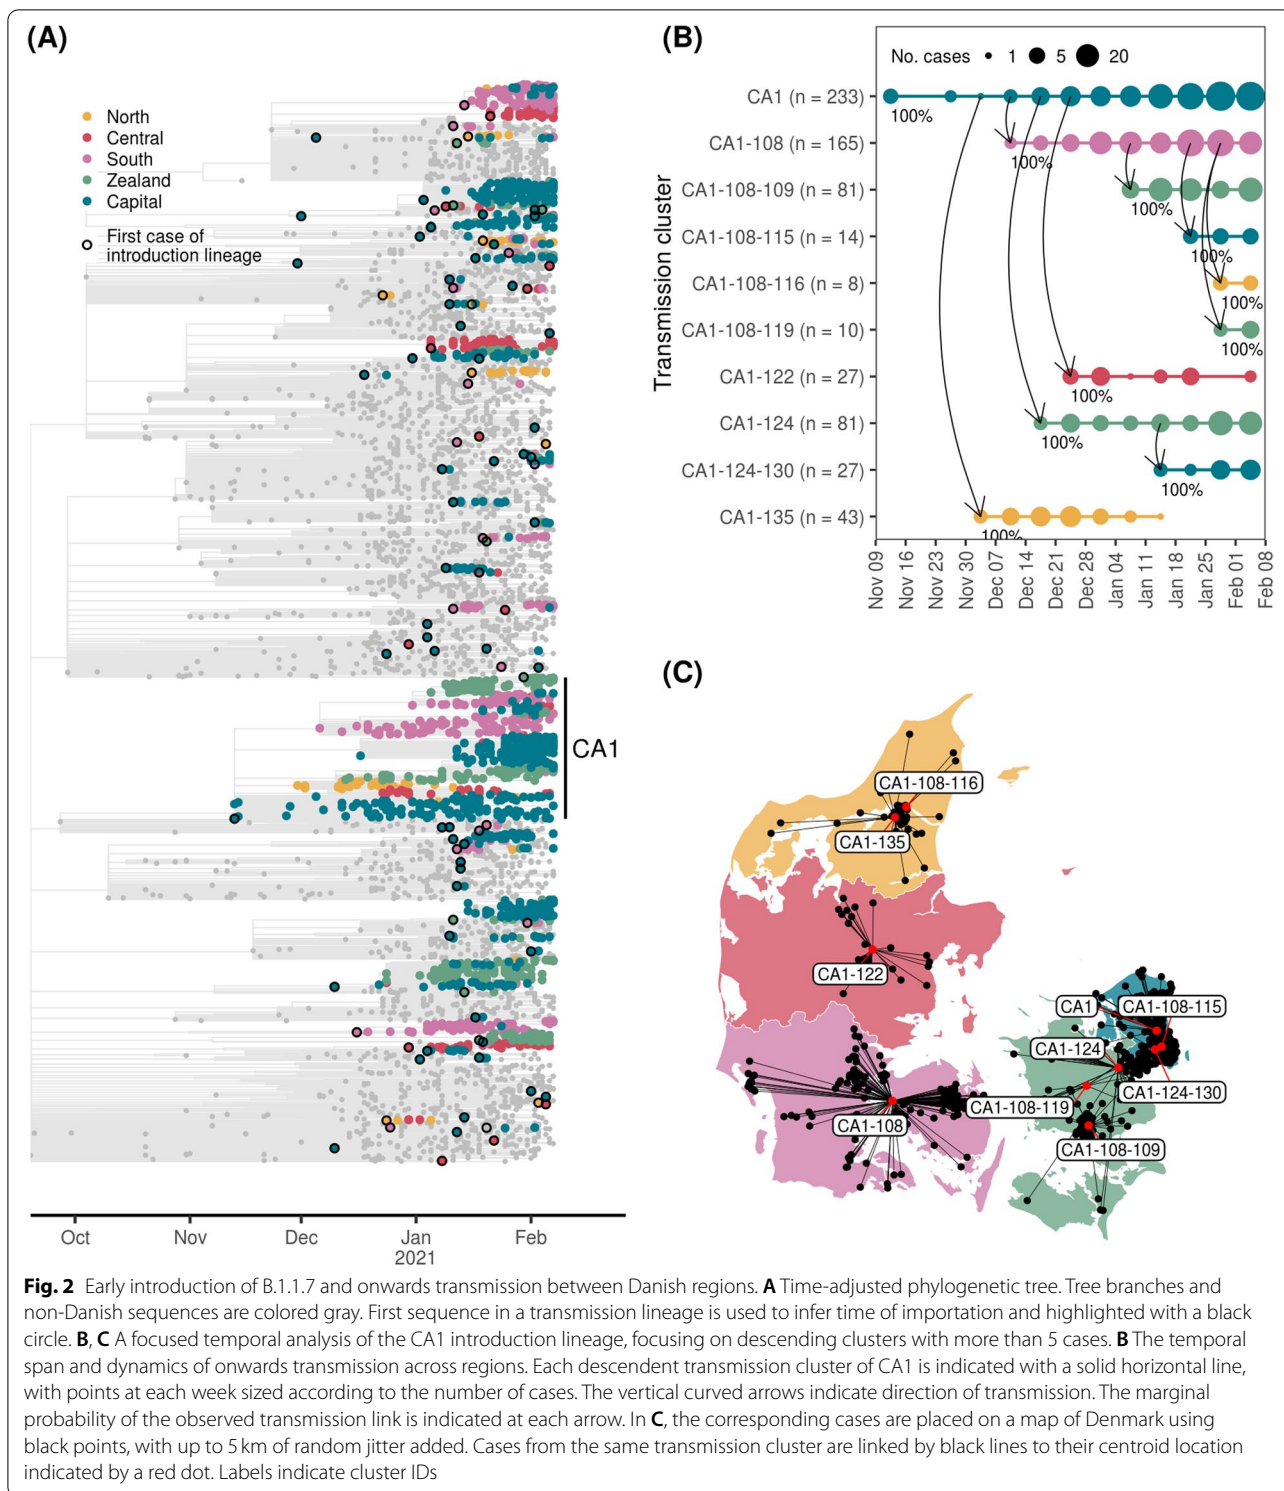 (A)
North
Central
South
Zealand
Capital
First case of
introduction lineage
CA1
Oct
Nov
Dec
Jan
2021
Feb
(B)
No. cases
1
5
20
Transmission cluster
CA1 (n = 233)
CA1-108 (n = 165)
CA1-108-109 (n = 81)
CA1-108-115 (n = 14)
CA1-108-116 (n = 8)
CA1-108-119 (n = 10)
CA1-122 (n = 27)
CA1-124 (n = 81)
CA1-124-130 (n = 27)
CA1-135 (n = 43)
100%
100%
100%
100%
100%
100%
100%
100%
100%
100%
Nov 09
Nov 16
Nov 23
Nov 30
Dec 07
Dec 14
Dec 21
Dec 28
Jan 04
Jan 11
Jan 18
Jan 25
Feb 01
Feb 08
(C)
CA1-108-116
CA1-135
CA1-122
CA1
CA1-108-115
CA1-124
CA1-124-130
CA1-108-119
CA1-108
CA1-108-109
Fig. 2 Early introduction of B.1.1.7 and onwards transmission between Danish regions. A Time-adjusted phylogenetic tree. Tree branches and
non-Danish sequences are colored gray. First sequence in a transmission lineage is used to infer time of importation and highlighted with a black
circle. B, C A focused temporal analysis of the CA1 introduction lineage, focusing on descending clusters with more than 5 cases. B The temporal
span and dynamics of onwards transmission across regions. Each descendent transmission cluster of CA1 is indicated with a solid horizontal line,
with points at each week sized according to the number of cases. The vertical curved arrows indicate direction of transmission. The marginal
probability of the observed transmission link is indicated at each arrow. In C, the corresponding cases are placed on a map of Denmark using
black points, with up to 5 km of random jitter added. Cases from the same transmission cluster are linked by black lines to their centroid location
indicated by a red dot. Labels indicate cluster IDs